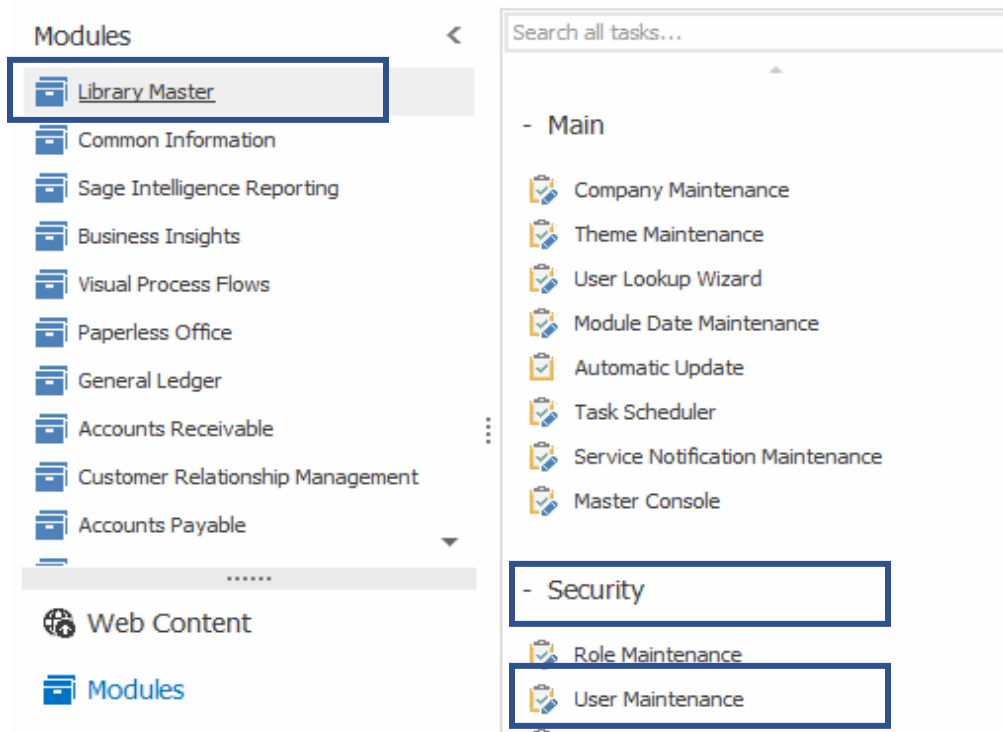 Modules
Library Master
Common Information
Sage Intelligence Reporting
Business Insights
Visual Process Flows
Paperless Office
General Ledger
Accounts Receivable
Customer Relationship Management
Accounts Payable
Web Content
Modules
Search all tasks...
- Main
Company Maintenance
Theme Maintenance
User Lookup Wizard
Module Date Maintenance
Automatic Update
Task Scheduler
Service Notification Maintenance
Master Console
- Security
Role Maintenance
User Maintenance